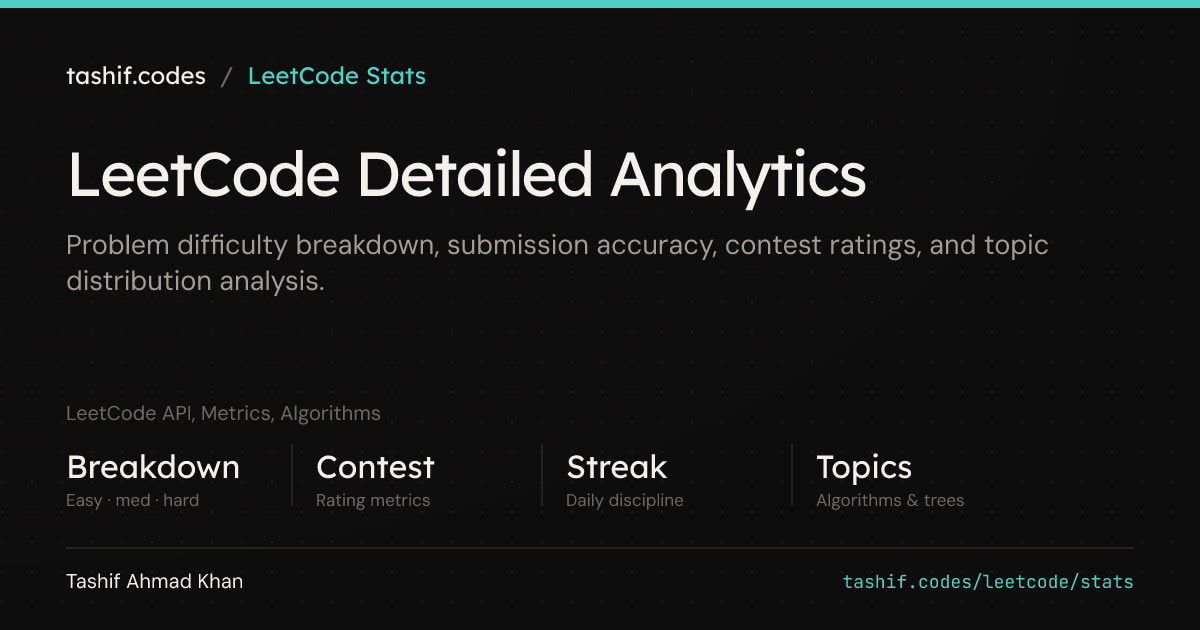 tashif.codes / LeetCode Stats
LeetCode Detailed Analytics
Problem difficulty breakdown, submission accuracy, contest ratings, and topic
distribution analysis.
LeetCode API, Metrics, Algorithms
Breakdown
Easy · med · hard
Contest
Rating metrics
Streak
Daily discipline
Topics
Algorithms & trees
Tashif Ahmad Khan
tashif.codes/leetcode/stats